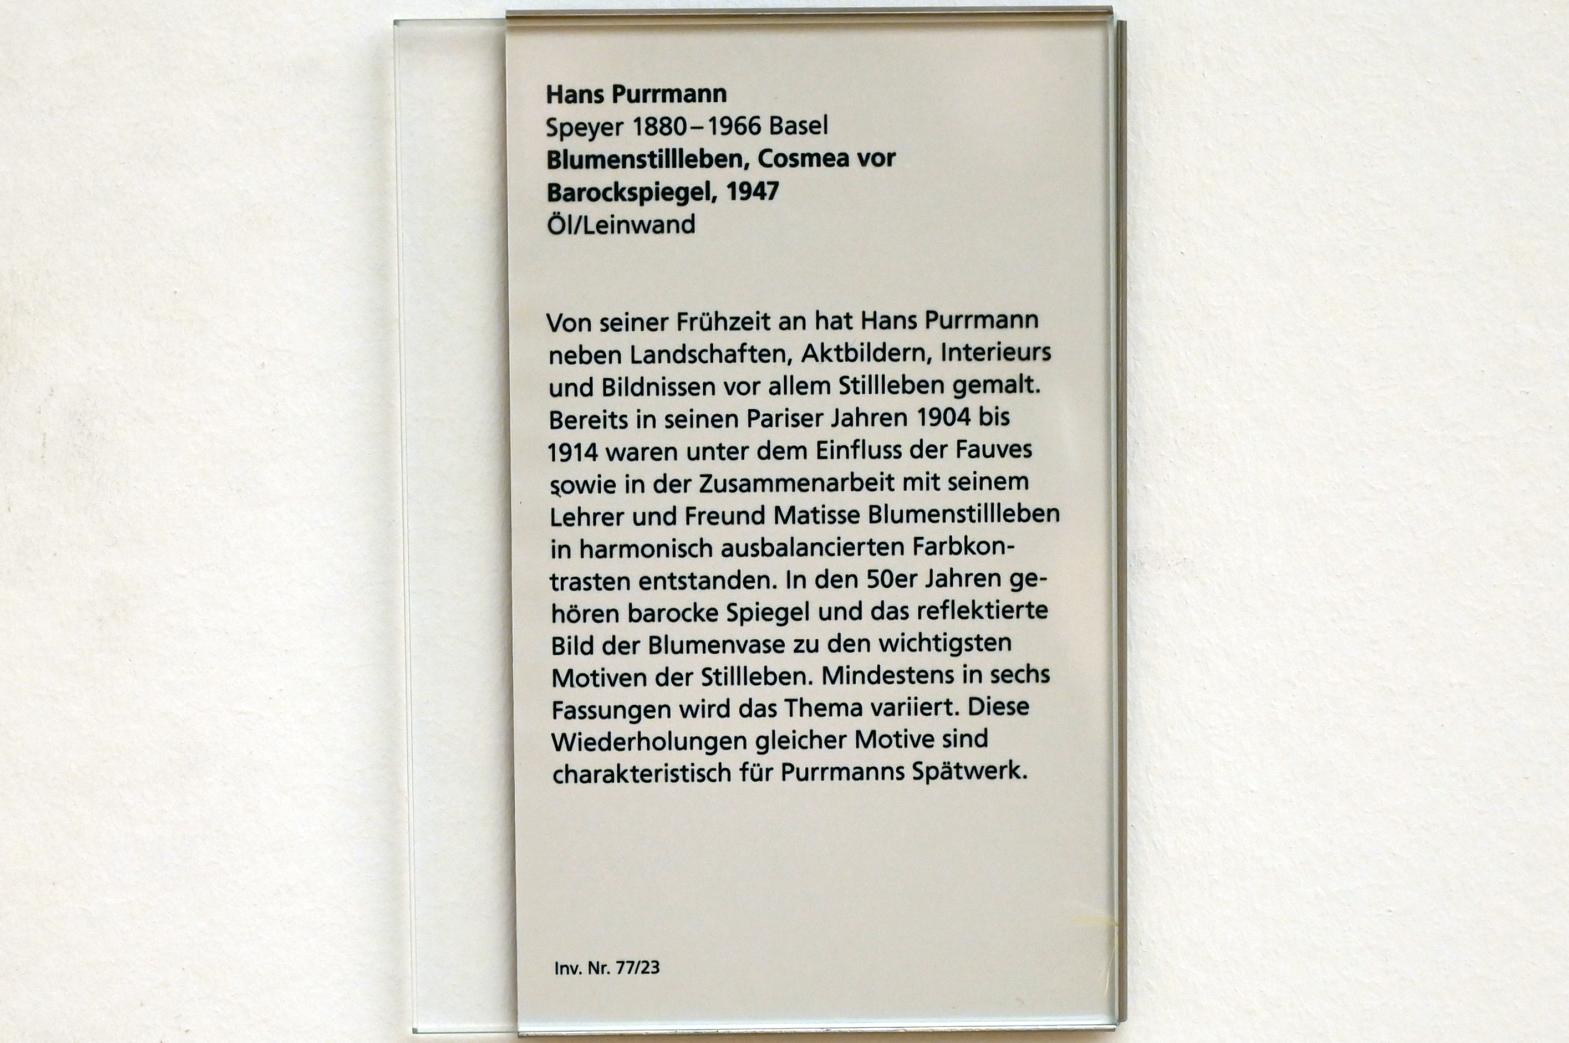 Hans Purrmann
Speyer 1880–1966 Basel
Blumenstillleben, Cosmea vor
Barockspiegel, 1947
Öl/Leinwand
Von seiner Frühzeit an hat Hans Purrmann
neben Landschaften, Aktbildern, Interieurs
und Bildnissen vor allem Stillleben gemalt.
Bereits in seinen Pariser Jahren 1904 bis
1914 waren unter dem Einfluss der Fauves
sowie in der Zusammenarbeit mit seinem
Lehrer und Freund Matisse Blumenstillleben
in harmonisch ausbalancierten Farbkon-
trasten entstanden. In den 50er Jahren ge-
hören barocke Spiegel und das reflektierte
Bild der Blumenvase zu den wichtigsten
Motiven der Stillleben. Mindestens in sechs
Fassungen wird das Thema variiert. Diese
Wiederholungen gleicher Motive sind
charakteristisch für Purrmanns Spätwerk.
Inv. Nr. 77/23